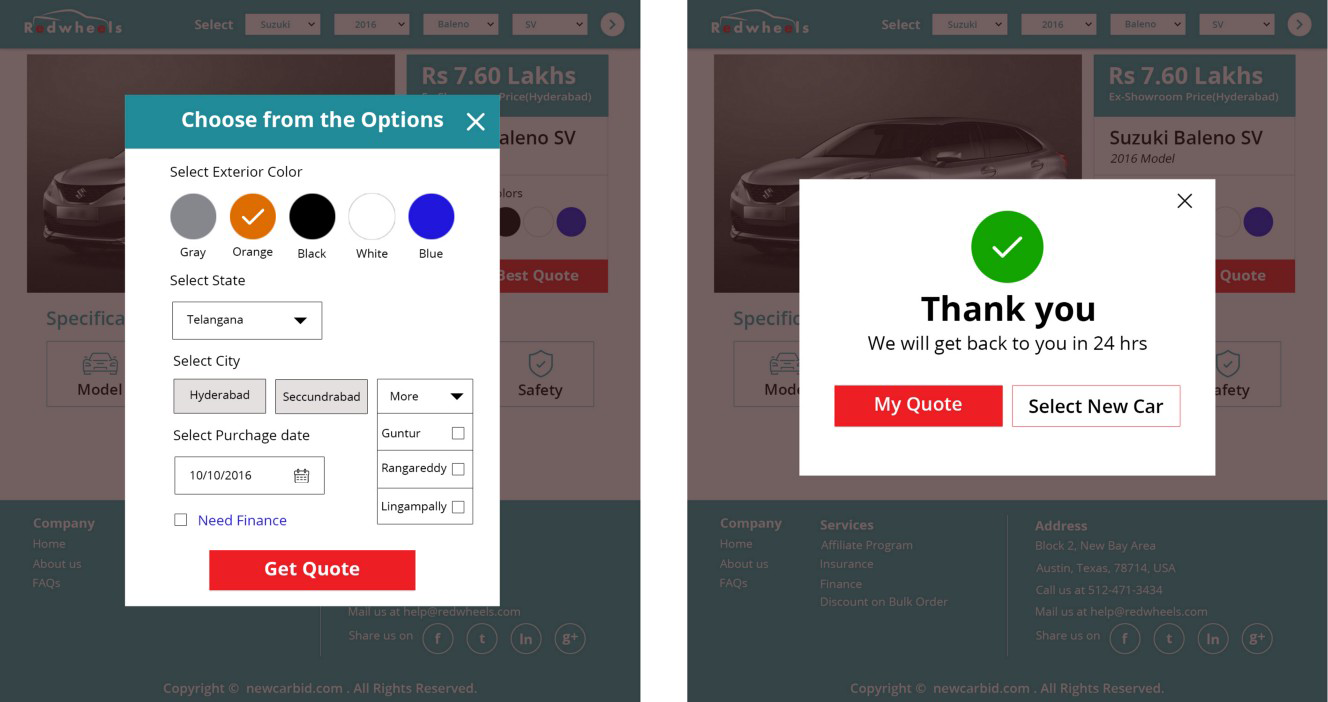 Redwheels
Select Suzuki 2016 Baleno SV
Rs 7.60 Lakhs
Price(Hyderabad)
Choose from the Options
aleno SV
Select Exterior Color
Gray Orange Black White Blue
olors
Select State
Telangana
Best Quote
Specifica
Select City
Hyderabad Seccundrabad More
Model
Safety
Guntur
Rangareddy
Lingampally
Select Purchage date
10/10/2016
Need Finance
Get Quote
Company
Home
About us
FAQs
Mail us at help@redwheels.com
Share us on f t In g+
Copyright © newcarbid.com . All Rights Reserved.
Redwheels
Select Suzuki 2016 Baleno SV
Rs 7.60 Lakhs
Ex-Showroom Price(Hyderabad)
Suzuki Baleno SV
2016 Model
Thank you
We will get back to you in 24 hrs
My Quote Select New Car
Quote
Specific
Mode
afety
Company
Home
About us
FAQs
Services
Affiliate Program
Insurance
Finance
Discount on Bulk Order
Address
Block 2, New Bay Area
Austin, Texas, 78714, USA
Call us at 512-471-3434
Mail us at help@redwheels.com
Share us on f t In g+
Copyright © newcarbid.com . All Rights Reserved.